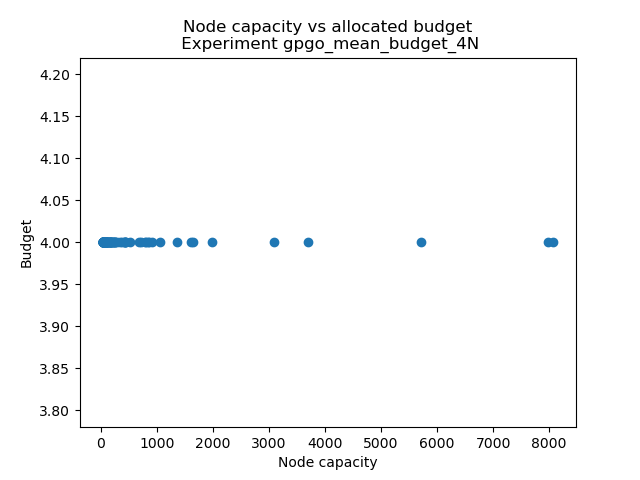 Node capacity vs allocated budget
Experiment gpgo_mean_budget_4N
4.20
4.15
4.10
4.05
4.00
3.95
3.90
3.85
3.80
Budget
0 1000 2000 3000 4000 5000 6000 7000 8000
Node capacity